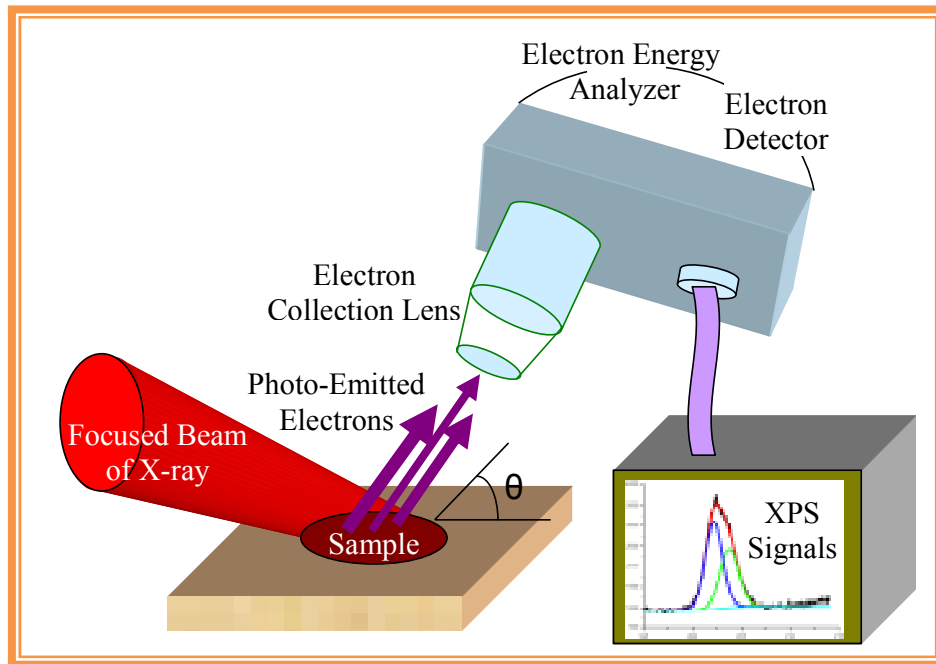 Electron Energy
Analyzer
Electron
Detector
Electron
Collection Lens
Photo-Emitted
Electrons
Focused Beam
of X-ray
θ
Sample
XPS
Signals